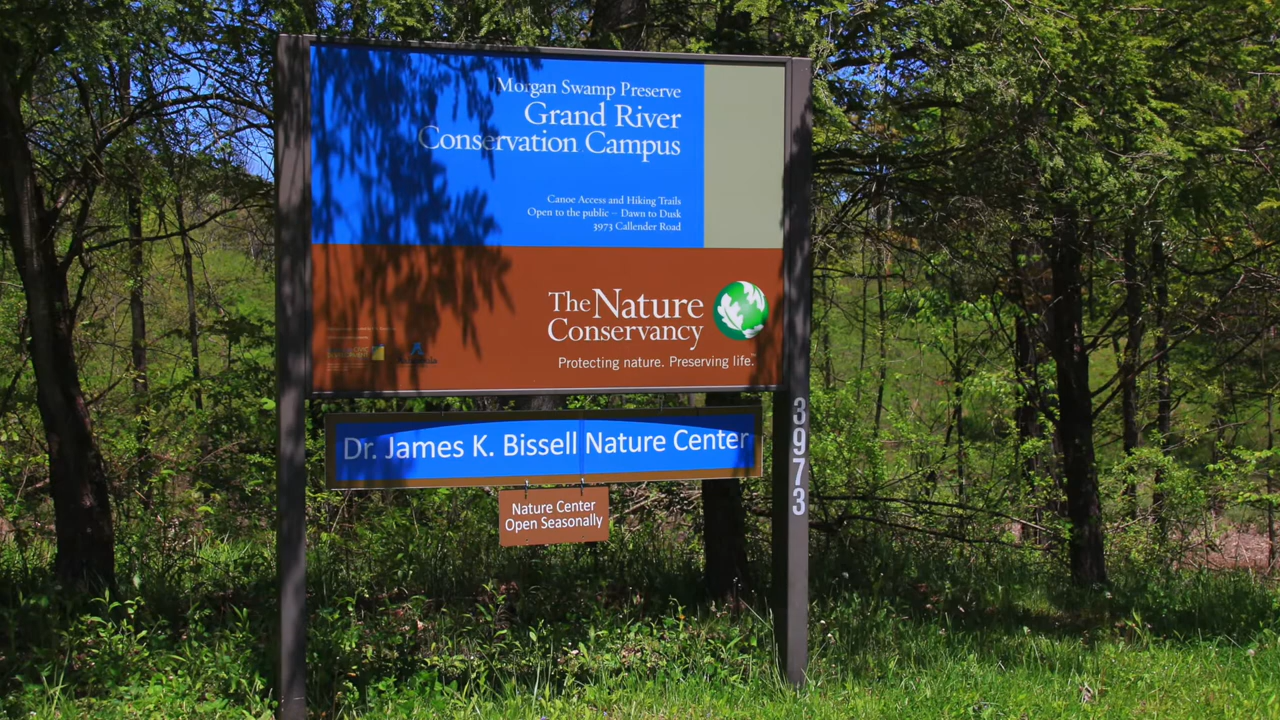 Morgan Swamp Preserve
Grand River
Conservation Campus
Canoe Access and Hiking Trails
Open to the public – Dawn to Dusk
3973 Callender Road
The Nature
Conservancy
Protecting nature. Preserving life.™
Dr. James K. Bissell Nature Center
3973
Nature Center
Open Seasonally